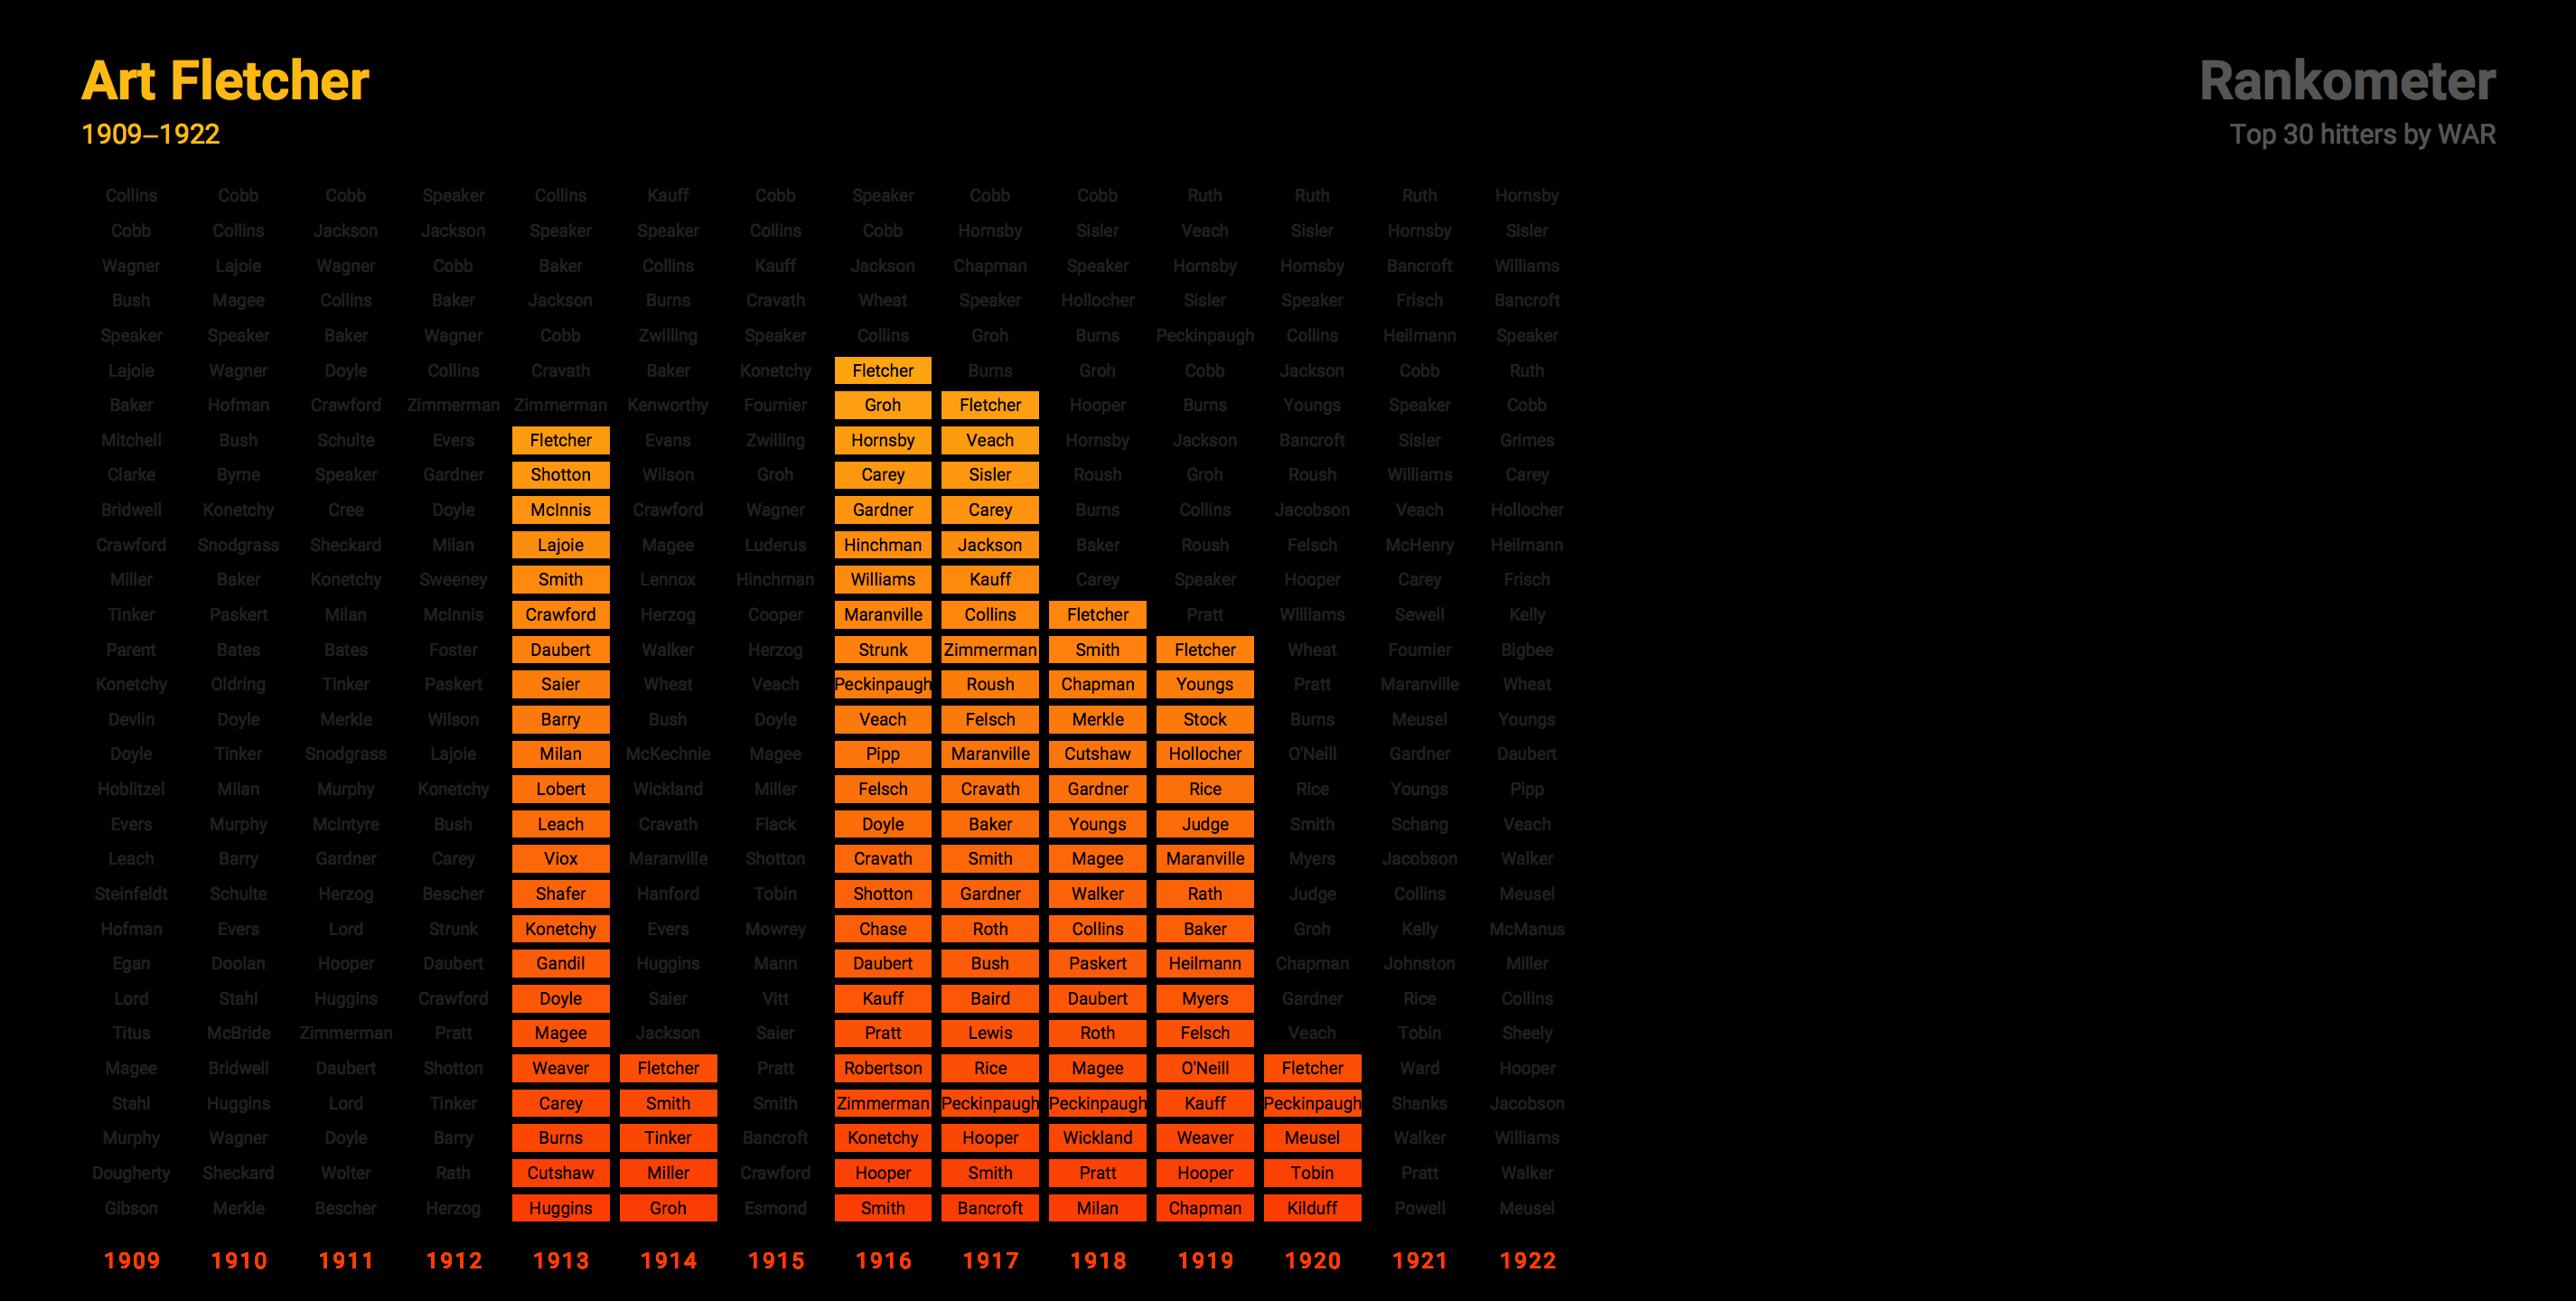 Art Fletcher Rankometer
1909–1922 Top 30 hitters by WAR
Collins Cobb Cobb Speaker Collins Kauff Cobb Speaker Cobb Cobb Ruth Ruth Ruth Hornsby
Cobb Collins Jackson Jackson Speaker Speaker Collins Cobb Hornsby Sisler Veach Sisler Hornsby Sisler
Wagner Lajoie Wagner Cobb Baker Collins Kauff Jackson Chapman Speaker Hornsby Hornsby Bancroft Williams
Bush Magee Collins Baker Jackson Burns Cravath Wheat Speaker Hollocher Sisler Speaker Frisch Bancroft
Speaker Speaker Baker Wagner Cobb Zwilling Speaker Collins Groh Burns Peckinpaugh Collins Heilmann Speaker
Lajoie Wagner Doyle Collins Cravath Baker Konetchy Fletcher Burns Groh Cobb Jackson Cobb Ruth
Baker Hofman Crawford Zimmerman Zimmerman Kenworthy Fournier Groh Fletcher Hooper Burns Youngs Speaker Cobb
Mitchell Bush Schulte Evers Fletcher Evans Zwilling Hornsby Veach Hornsby Jackson Bancroft Sisler Grimes
Clarke Byrne Speaker Gardner Shotton Wilson Groh Carey Sisler Roush Groh Roush Williams Carey
Bridwell Konetchy Cree Doyle McInnis Crawford Wagner Gardner Carey Burns Collins Jacobson Veach Hollocher
Crawford Snodgrass Sheckard Milan Lajoie Magee Luderus Hinchman Jackson Baker Roush Felsch McHenry Heilmann
Miller Baker Konetchy Sweeney Smith Lennox Hinchman Williams Kauff Carey Speaker Hooper Carey Frisch
Tinker Paskert Milan McInnis Crawford Herzog Cooper Maranville Collins Fletcher Pratt Williams Sewell Kelly
Parent Bates Bates Foster Daubert Walker Herzog Strunk Zimmerman Smith Fletcher Wheat Fournier Bigbee
Konetchy Oldring Tinker Paskert Saier Wheat Veach Peckinpaugh Roush Chapman Youngs Pratt Maranville Wheat
Devlin Doyle Merkle Wilson Barry Bush Doyle Veach Felsch Merkle Stock Burns Meusel Youngs
Doyle Tinker Snodgrass Lajoie Milan McKechnie Magee Pipp Maranville Cutshaw Hollocher O'Neill Gardner Daubert
Hoblitzel Milan Murphy Konetchy Lobert Wickland Miller Felsch Cravath Gardner Rice Rice Youngs Pipp
Evers Murphy McIntyre Bush Leach Cravath Flack Doyle Baker Youngs Judge Smith Schang Veach
Leach Barry Gardner Carey Viox Maranville Shotton Cravath Smith Magee Maranville Myers Jacobson Walker
Steinfeldt Schulte Herzog Bescher Shafer Hanford Tobin Shotton Gardner Walker Rath Judge Collins Meusel
Hofman Evers Lord Strunk Konetchy Evers Mowrey Chase Roth Collins Baker Groh Kelly McManus
Egan Doolan Hooper Daubert Gandil Huggins Mann Daubert Bush Paskert Heilmann Chapman Johnston Miller
Lord Stahl Huggins Crawford Doyle Saier Vitt Kauff Baird Daubert Myers Gardner Rice Collins
Titus McBride Zimmerman Pratt Magee Jackson Saier Pratt Lewis Roth Felsch Veach Tobin Sheely
Magee Bridwell Daubert Shotton Weaver Fletcher Pratt Robertson Rice Magee O'Neill Fletcher Ward Hooper
Stahl Huggins Lord Tinker Carey Smith Smith Zimmerman Peckinpaugh Peckinpaugh Kauff Peckinpaugh Shanks Jacobson
Murphy Wagner Doyle Barry Burns Tinker Bancroft Konetchy Hooper Wickland Weaver Meusel Walker Williams
Dougherty Sheckard Wolter Rath Cutshaw Miller Crawford Hooper Smith Pratt Hooper Tobin Pratt Walker
Gibson Merkle Bescher Herzog Huggins Groh Esmond Smith Bancroft Milan Chapman Kilduff Powell Meusel
1909 1910 1911 1912 1913 1914 1915 1916 1917 1918 1919 1920 1921 1922